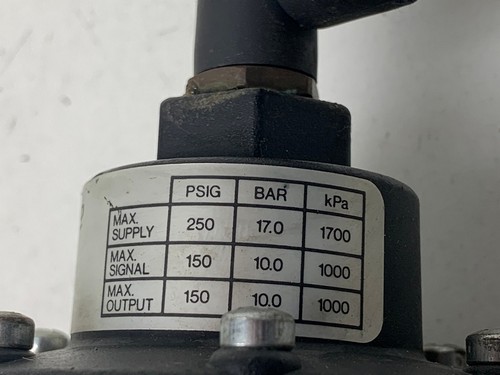 PSIG BAR kPa
MAX.
SUPPLY 250 17.0 1700
MAX.
SIGNAL 150 10.0 1000
MAX.
OUTPUT 150 10.0 1000